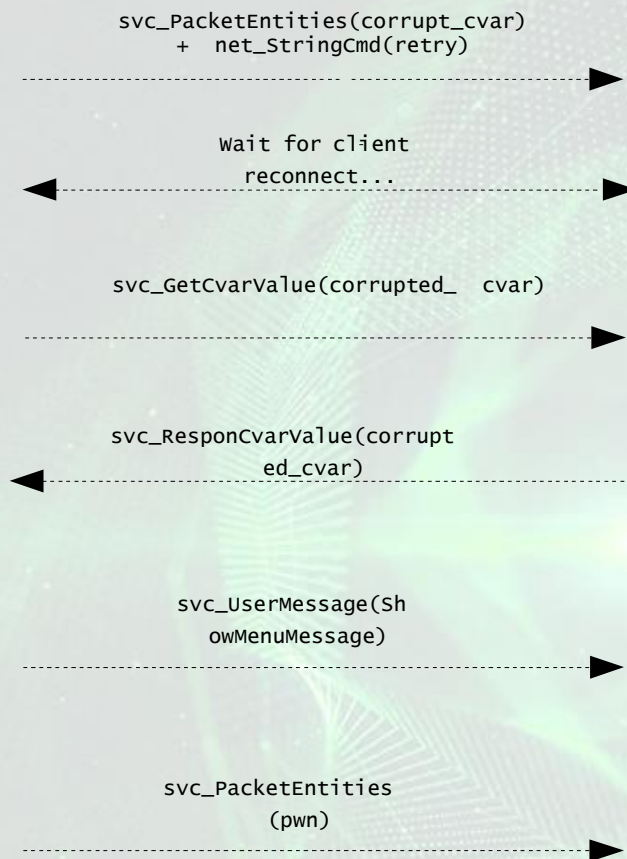 svc_PacketEntities(corrupt_cvar)
+ net_StringCmd(retry)
Wait for client
reconnect...
svc_GetCvarValue(corrupted_ cvar)
svc_ResponCvarValue(corrupt
ed_cvar)
svc_UserMessage(Sh
owMenuMessage)
svc_PacketEntities
(pwn)